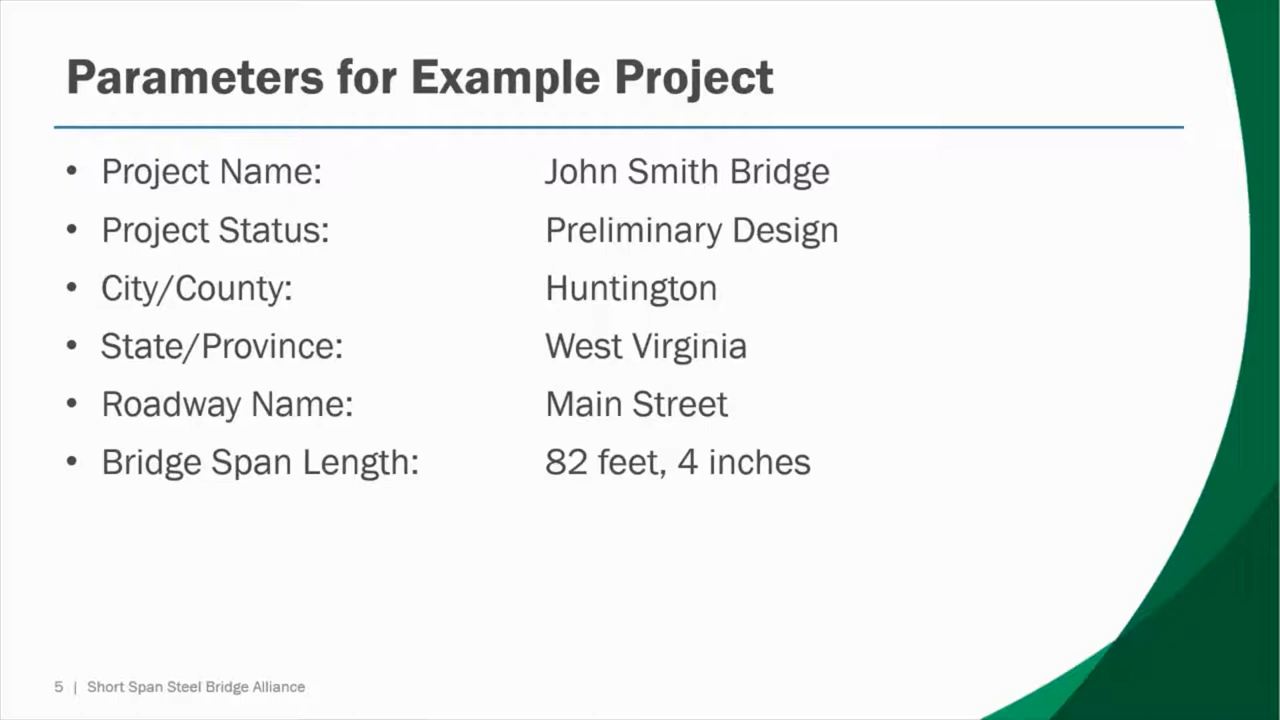 Parameters for Example Project
• Project Name: John Smith Bridge
• Project Status: Preliminary Design
• City/County: Huntington
• State/Province: West Virginia
• Roadway Name: Main Street
• Bridge Span Length: 82 feet, 4 inches
5 | Short Span Steel Bridge Alliance